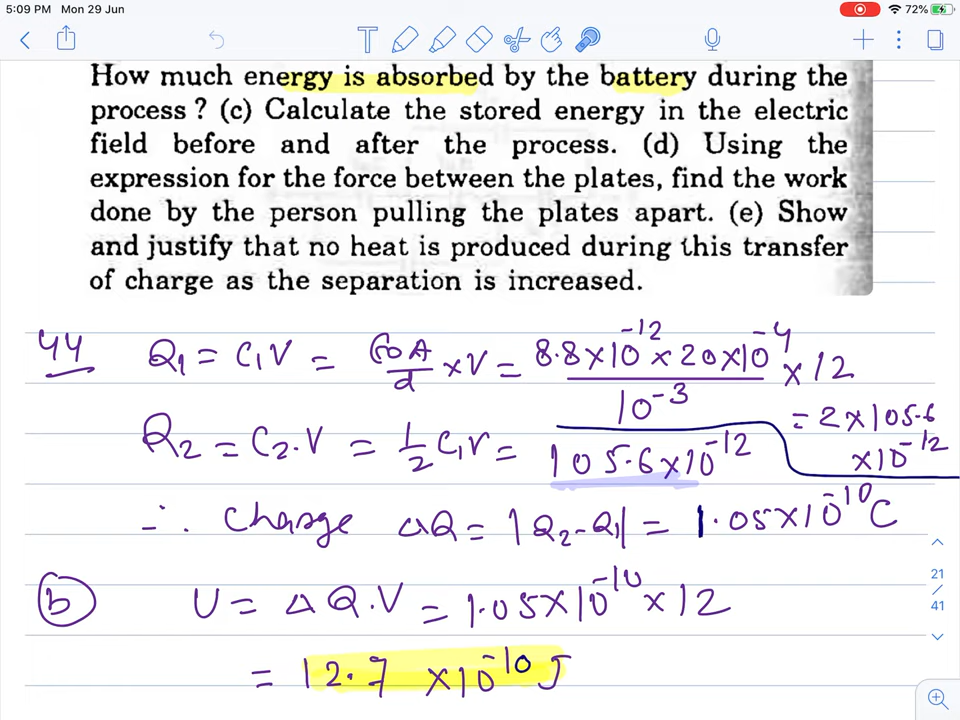 5:09 PM Mon 29 Jun 72%
T
How much energy is absorbed by the battery during the
process ? (c) Calculate the stored energy in the electric
field before and after the process. (d) Using the
expression for the force between the plates, find the work
done by the person pulling the plates apart. (e) Show
and justify that no heat is produced during this transfer
of charge as the separation is increased.
44 Q₁ = C₁V = ε₀A/d × V = 8.8×10⁻¹² × 20×10⁻⁴ / 10⁻³ × 12
= 2×105.6 ×10⁻¹²
Q₂ = C₂.V = 1/2 C₁V = 105.6×10⁻¹²
∴ Charge ΔQ = |Q₂-Q₁| = 1.05×10⁻¹⁰ C
(b) U = ΔQ.V = 1.05×10⁻¹⁰ × 12
= 12.7 ×10⁻¹⁰ J
21
/
41